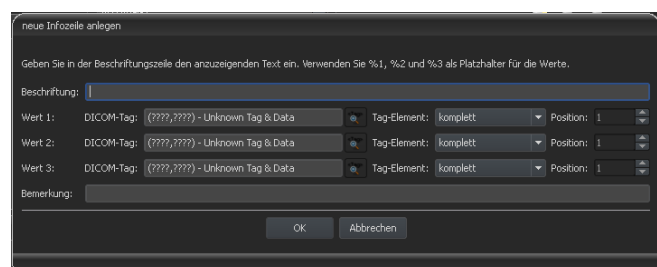 neue Infozeile anlegen
Geben Sie in der Beschriftungszeile den anzuzeigenden Text ein. Verwenden Sie %1, %2 und %3 als Platzhalter für die Werte.
Beschriftung:
Wert 1: DICOM-Tag: (????,????) - Unknown Tag & Data Tag-Element: komplett Position: 1
Wert 2: DICOM-Tag: (????,????) - Unknown Tag & Data Tag-Element: komplett Position: 1
Wert 3: DICOM-Tag: (????,????) - Unknown Tag & Data Tag-Element: komplett Position: 1
Bemerkung:
OK Abbrechen